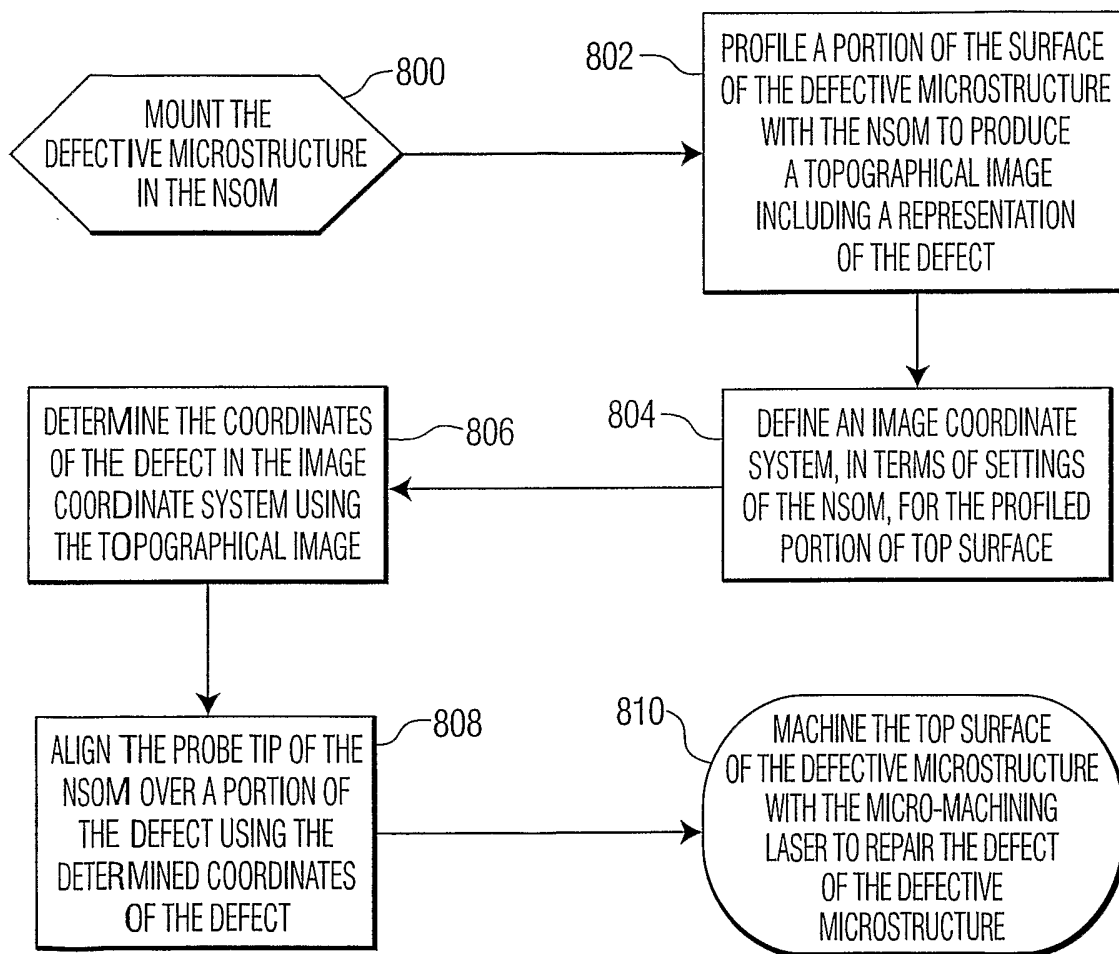 800
MOUNT THE
DEFECTIVE MICROSTRUCTURE
IN THE NSOM
802
PROFILE A PORTION OF THE SURFACE
OF THE DEFECTIVE MICROSTRUCTURE
WITH THE NSOM TO PRODUCE
A TOPOGRAPHICAL IMAGE
INCLUDING A REPRESENTATION
OF THE DEFECT
804
DEFINE AN IMAGE COORDINATE
SYSTEM, IN TERMS OF SETTINGS
OF THE NSOM, FOR THE PROFILED
PORTION OF TOP SURFACE
806
DETERMINE THE COORDINATES
OF THE DEFECT IN THE IMAGE
COORDINATE SYSTEM USING
THE TOPOGRAPHICAL IMAGE
808
ALIGN THE PROBE TIP OF THE
NSOM OVER A PORTION OF
THE DEFECT USING THE
DETERMINED COORDINATES
OF THE DEFECT
810
MACHINE THE TOP SURFACE
OF THE DEFECTIVE MICROSTRUCTURE
WITH THE MICRO-MACHINING
LASER TO REPAIR THE DEFECT
OF THE DEFECTIVE
MICROSTRUCTURE